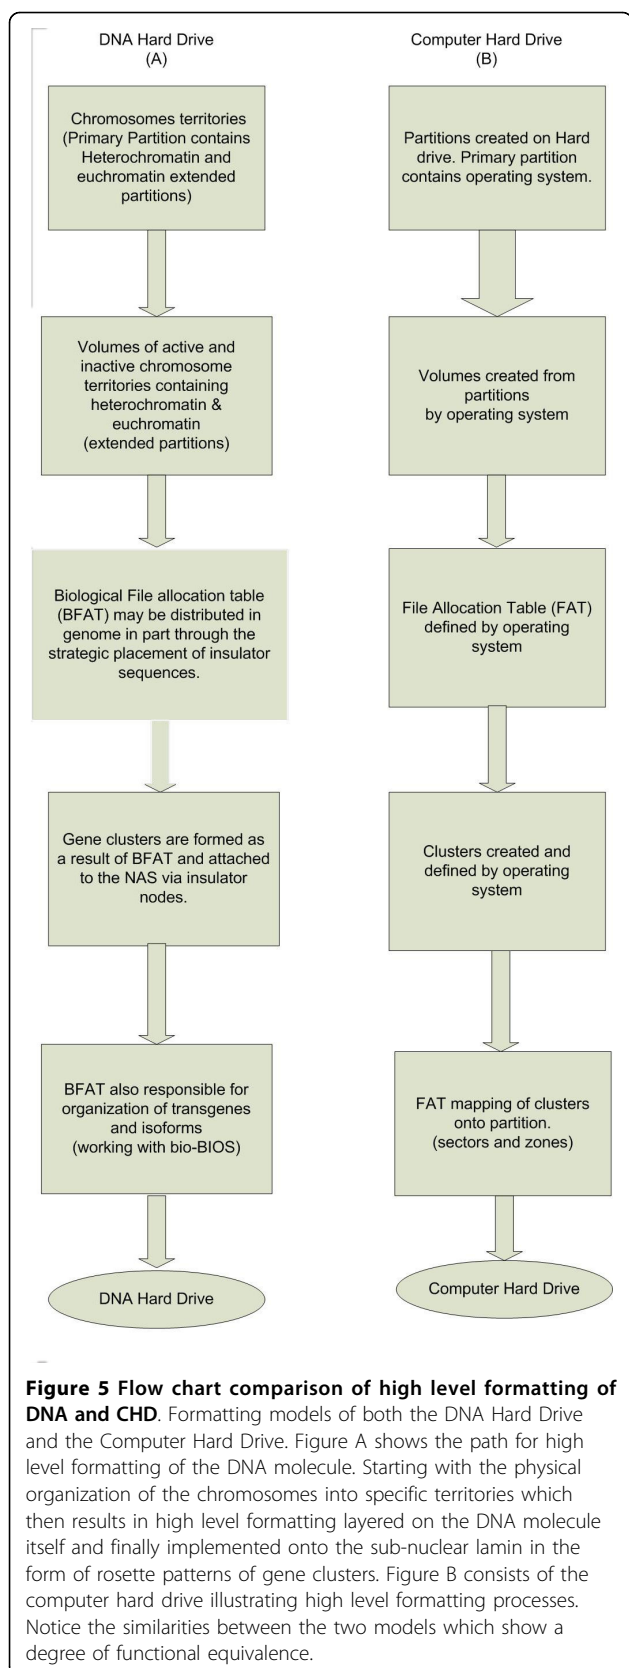 DNA Hard Drive
(A)
Chromosomes territories
(Primary Partition contains
Heterochromatin and
euchromatin extended
partitions)
Volumes of active and
inactive chromosome
territories containing
heterochromatin &
euchromatin
(extended partitions)
Biological File allocation table
(BFAT) may be distributed in
genome in part through the
strategic placement of insulator
sequences.
Gene clusters are formed as
a result of BFAT and attached
to the NAS via insulator
nodes.
BFAT also responsible for
organization of transgenes
and isoforms
(working with bio-BIOS)
DNA Hard Drive
Computer Hard Drive
(B)
Partitions created on Hard
drive. Primary partition
contains operating system.
Volumes created from
partitions
by operating system
File Allocation Table (FAT)
defined by operating
system
Clusters created and
defined by operating
system
FAT mapping of clusters
onto partition.
(sectors and zones)
Computer Hard Drive
Figure 5 Flow chart comparison of high level formatting of
DNA and CHD. Formatting models of both the DNA Hard Drive
and the Computer Hard Drive. Figure A shows the path for high
level formatting of the DNA molecule. Starting with the physical
organization of the chromosomes into specific territories which
then results in high level formatting layered on the DNA molecule
itself and finally implemented onto the sub-nuclear lamin in the
form of rosette patterns of gene clusters. Figure B consists of the
computer hard drive illustrating high level formatting processes.
Notice the similarities between the two models which show a
degree of functional equivalence.